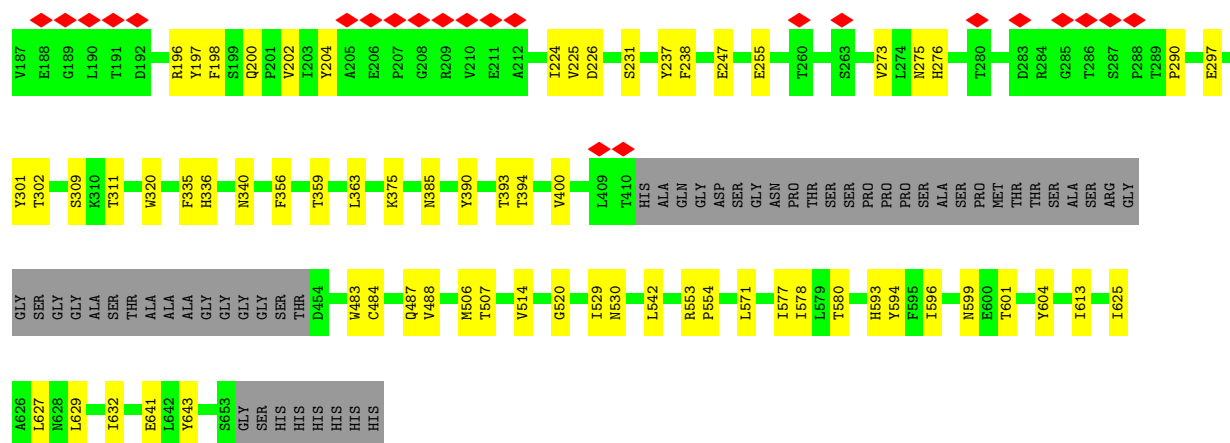 V187 E188 G189 L190 T191 D192 R196 Y197 F198 S199 Q200 P201 V202 I203 Y204 A205 E206 P207 G208 R209 V210 E211 A212 I224 V225 D226 S231 Y237 F238 E247 E255 T260 S263 V273 L274 N275 H276 T280 D283 R284 G285 T286 S287 P288 T289 P290 E297
Y301 T302 S309 K310 T311 W320 F335 H336 N340 F356 T359 L363 K375 N385 Y390 T393 T394 V400 L409 T410 HIS ALA GLN GLY ASP SER GLY ASN PRO THR SER SER PRO PRO PRO SER ALA SER PRO MET THR THR SER ALA SER ARG GLY
GLY SER GLY GLY ALA SER THR ALA ALA ALA GLY GLY GLY GLY SER THR D454 W483 C484 Q487 V488 M506 T507 V514 G520 I529 N530 L542 R553 P554 L571 I577 I578 L579 T580 H593 Y594 F595 I596 N599 E600 T601 Y604 I613 I625
A626 L627 N628 L629 I632 E641 L642 Y643 S653 GLY SER HIS HIS HIS HIS HIS HIS